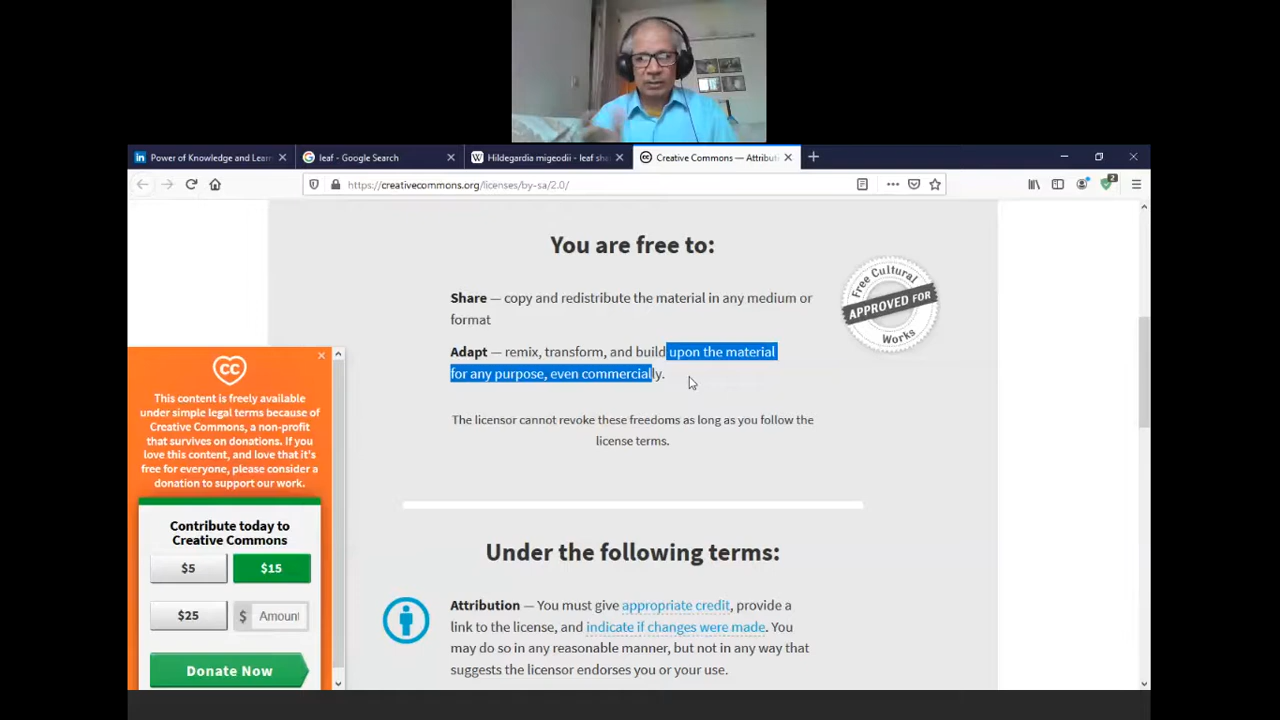 Power of Knowledge and Learn
leaf - Google Search
Hildegardia migeodii - leaf sha
Creative Commons — Attribut
https://creativecommons.org/licenses/by-sa/2.0/
2
You are free to:
Share — copy and redistribute the material in any medium or
format
Adapt — remix, transform, and build upon the material
for any purpose, even commercially.
The licensor cannot revoke these freedoms as long as you follow the
license terms.
Free Cultural
APPROVED FOR
Works
Under the following terms:
Attribution — You must give appropriate credit, provide a
link to the license, and indicate if changes were made. You
may do so in any reasonable manner, but not in any way that
suggests the licensor endorses you or your use.
cc
This content is freely available
under simple legal terms because of
Creative Commons, a non-profit
that survives on donations. If you
love this content, and love that it's
free for everyone, please consider a
donation to support our work.
Contribute today to
Creative Commons
$5
$15
$25
$ Amount
Donate Now